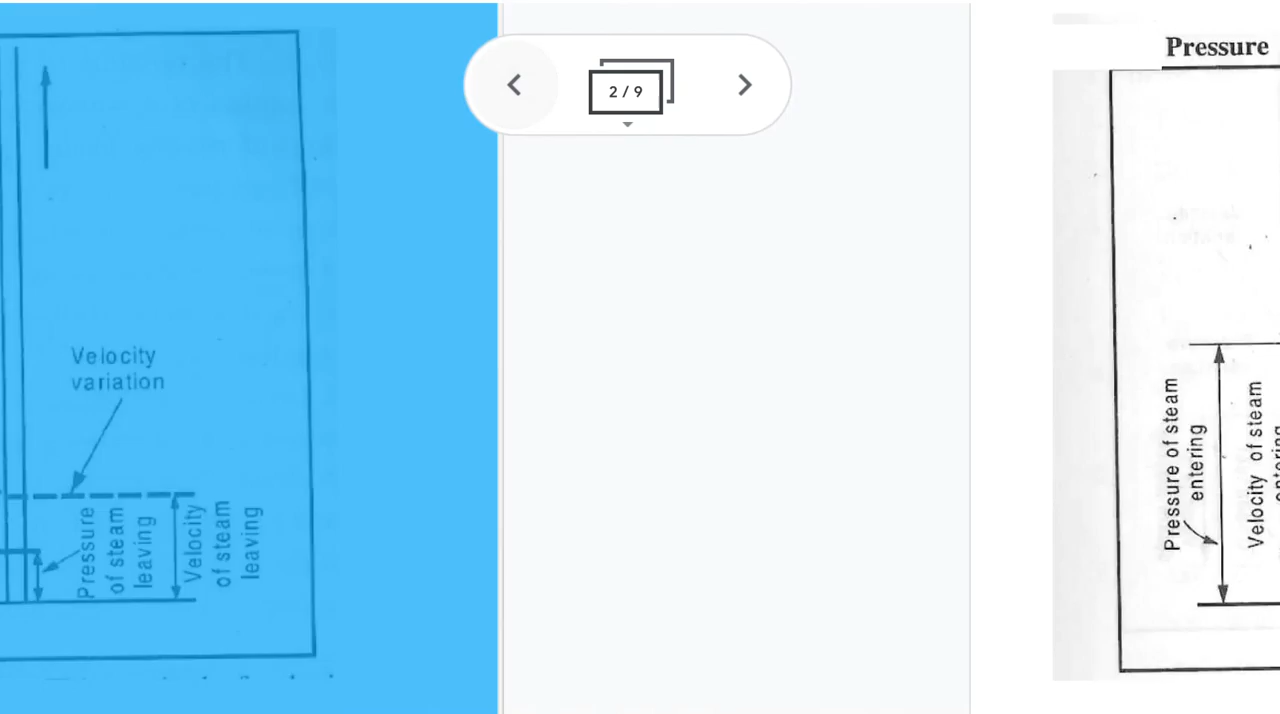 2 / 9
Velocity
variation
Pressure
of steam
leaving
Velocity
of steam
leaving
Pressure
Pressure of steam
entering
Velocity of steam